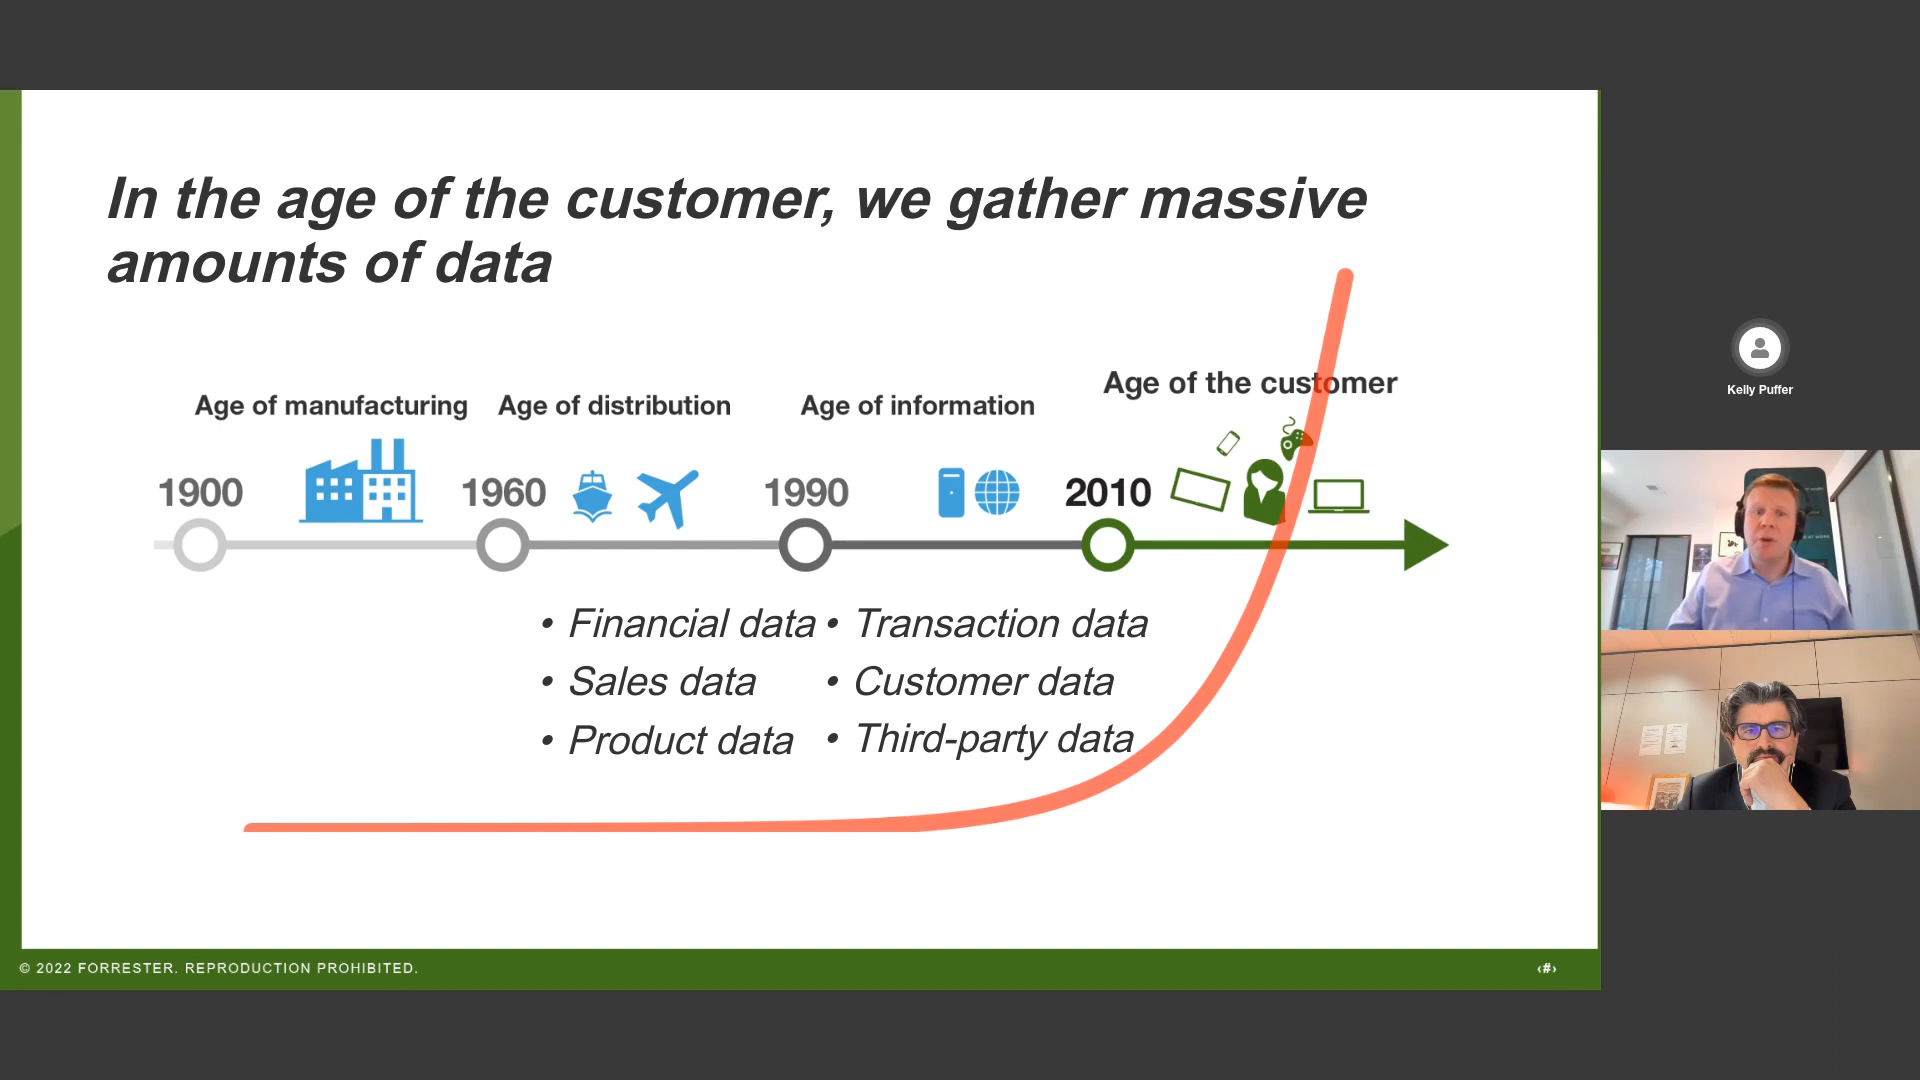 In the age of the customer, we gather massive
amounts of data
Age of manufacturing
Age of distribution
Age of information
Age of the customer
1900
1960
1990
2010
• Financial data
• Sales data
• Product data
• Transaction data
• Customer data
• Third-party data
© 2022 FORRESTER. REPRODUCTION PROHIBITED.
‹#›
Kelly Puffer